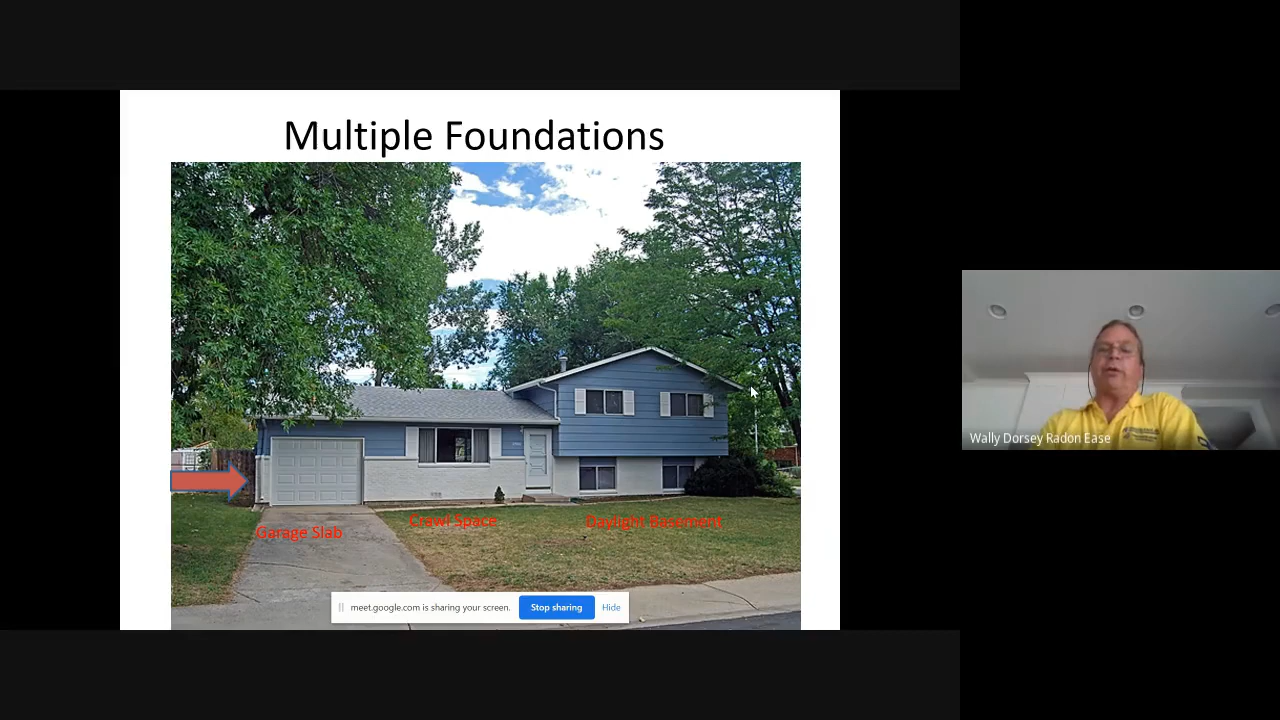 Multiple Foundations
Garage Slab
Crawl Space
Daylight Basement
meet.google.com is sharing your screen.
Stop sharing
Hide
Wally Dorsey Radon Ease